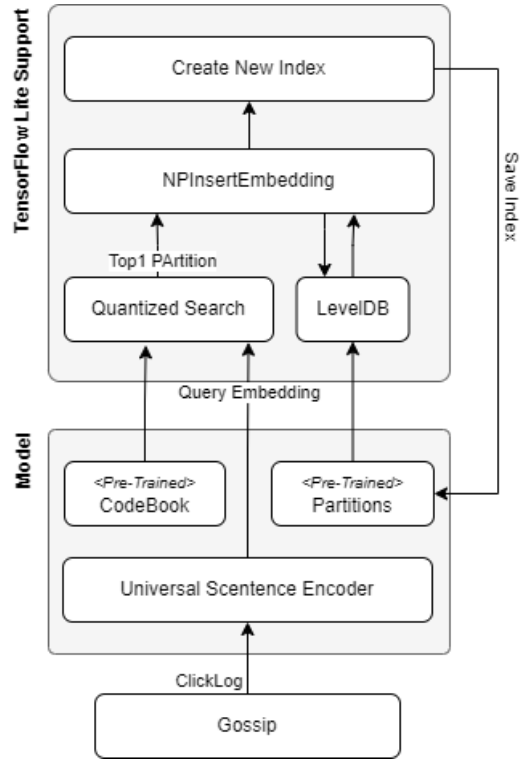 TensorFlow Lite Support
Create New Index
NPInsertEmbedding
Save Index
Top1 PArtition
Quantized Search
LevelDB
Query Embedding
Model
<Pre-Trained>
CodeBook
<Pre-Trained>
Partitions
Universal Scentence Encoder
ClickLog
Gossip